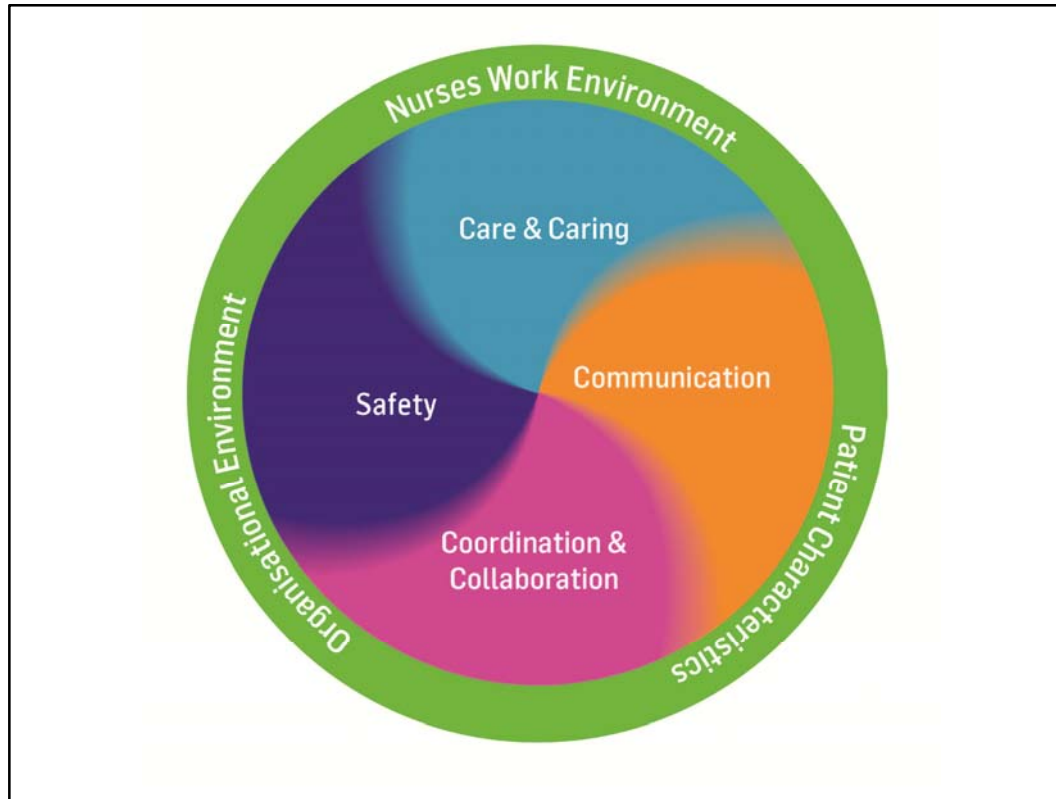 Nurses Work Environment
Care & Caring
Communication
Safety
Coordination &
Collaboration
Organisational Environment
Patient Characteristics